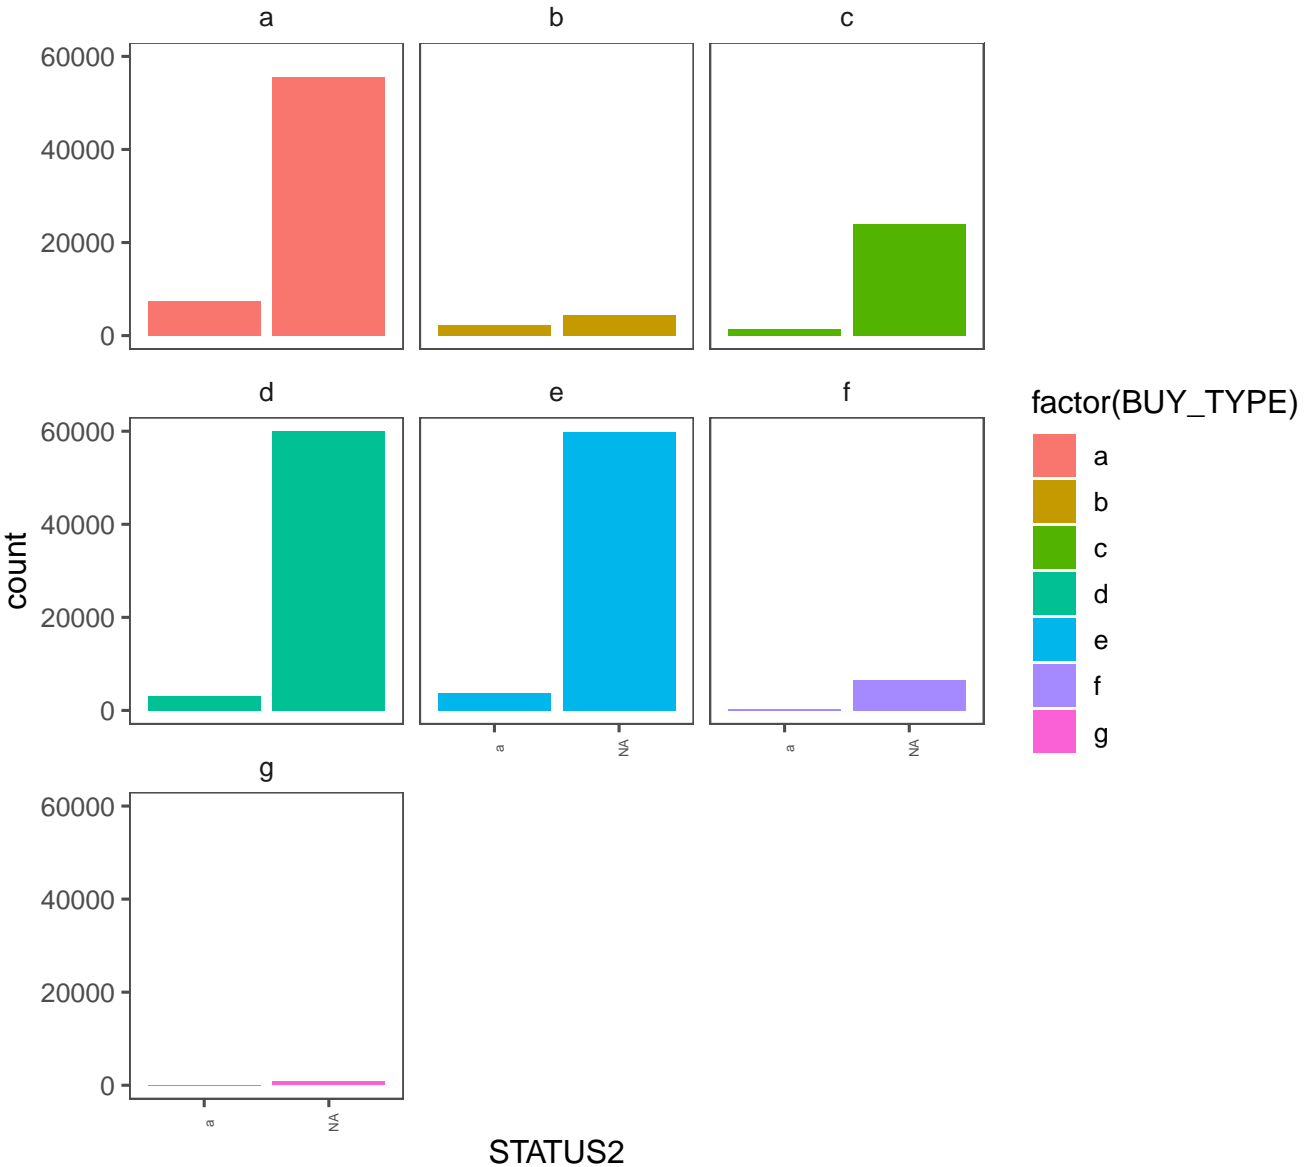 a b c
60000
40000
20000
0
d e f
60000
40000
20000
0
a NA a NA
g
60000
40000
20000
0
a NA
STATUS2
count
factor(BUY_TYPE)
a
b
c
d
e
f
g